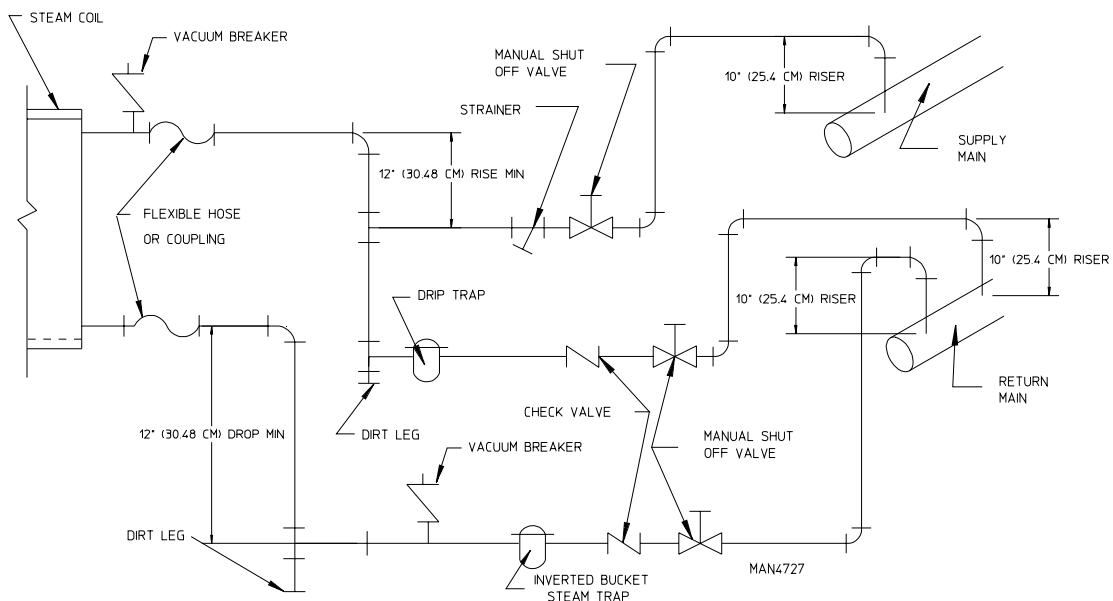 STEAM COIL
VACUUM BREAKER
MANUAL SHUT
OFF VALVE
10" (25.4 CM) RISER
STRAINER
SUPPLY
MAIN
12" (30.48 CM) RISE MIN
FLEXIBLE HOSE
OR COUPLING
10" (25.4 CM) RISER
10" (25.4 CM) RISER
DRIP TRAP
RETURN
MAIN
CHECK VALVE
12" (30.48 CM) DROP MIN
DIRT LEG
MANUAL SHUT
OFF VALVE
VACUUM BREAKER
DIRT LEG
MAN4727
INVERTED BUCKET
STEAM TRAP